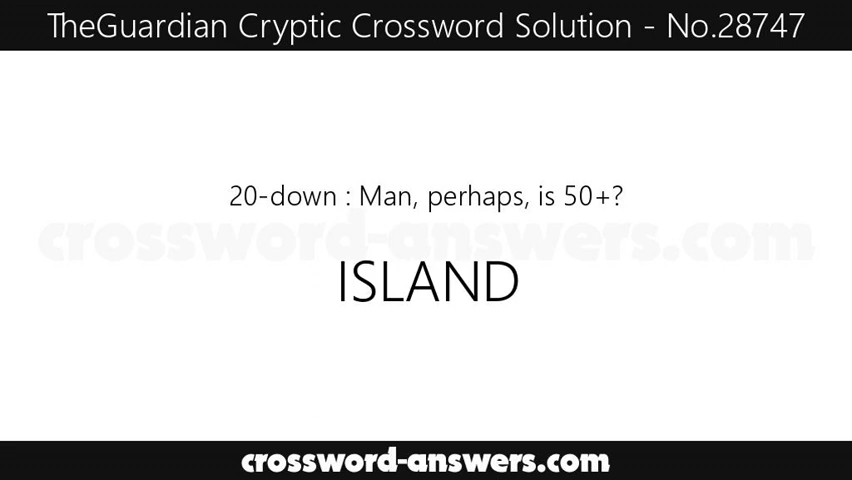 TheGuardian Cryptic Crossword Solution - No.28747
20-down : Man, perhaps, is 50+?
crossword-answers.com
ISLAND
crossword-answers.com